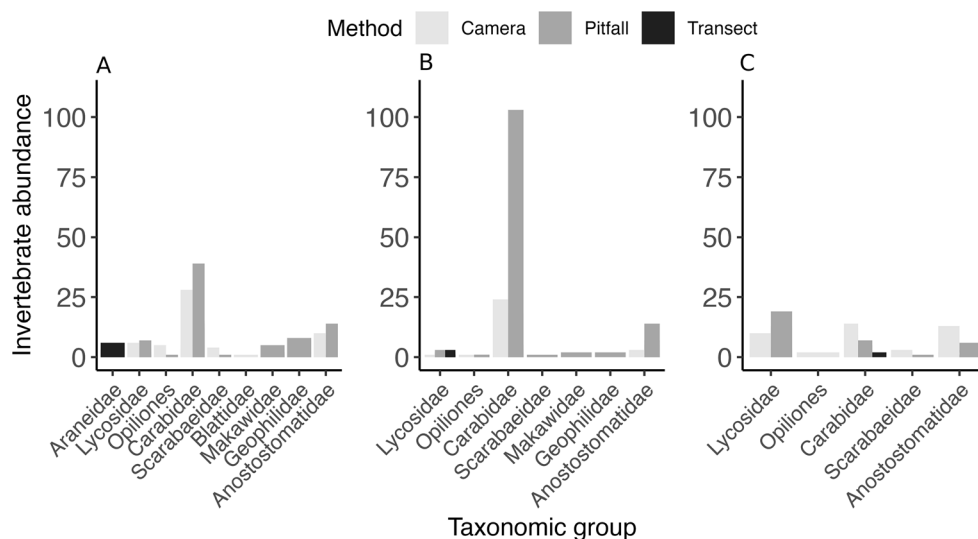 Method Camera Pitfall Transect
A
B
C
Invertebrate abundance
100
75
50
25
0
Araneidae
Lycosidae
Opiliones
Carabidae
Scarabaeidae
Blattidae
Makawidae
Geophilidae
Anostostomatidae
100
75
50
25
0
Lycosidae
Opiliones
Carabidae
Scarabaeidae
Makawidae
Geophilidae
Anostostomatidae
100
75
50
25
0
Lycosidae
Opiliones
Carabidae
Scarabaeidae
Anostostomatidae
Taxonomic group